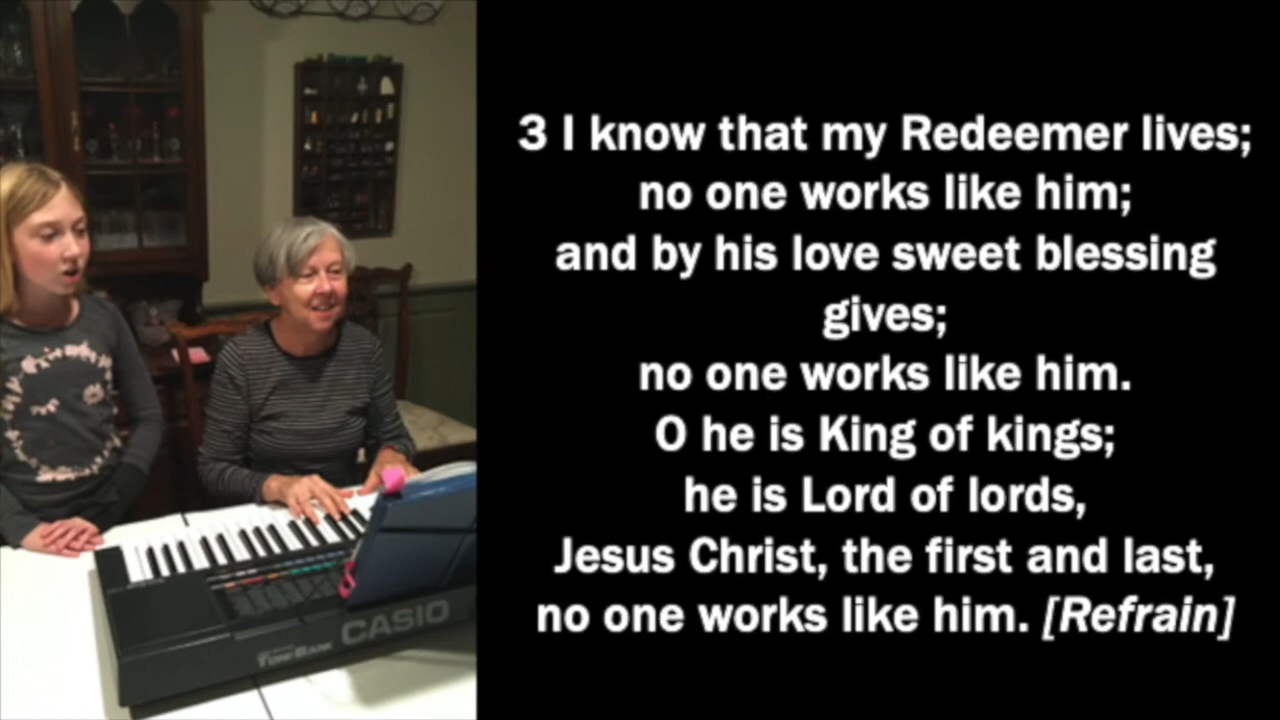 3 I know that my Redeemer lives;
no one works like him;
and by his love sweet blessing
gives;
no one works like him.
O he is King of kings;
he is Lord of lords,
Jesus Christ, the first and last,
no one works like him. [Refrain]
CASIO
TONE BANK